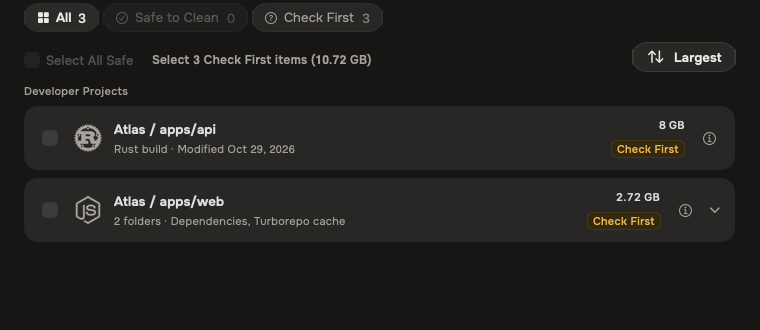 All 3 Safe to Clean 0 Check First 3
Select All Safe Select 3 Check First items (10.72 GB) Largest
Developer Projects
Atlas / apps/api 8 GB
Rust build · Modified Oct 29, 2026 Check First
Atlas / apps/web 2.72 GB
2 folders · Dependencies, Turborepo cache Check First